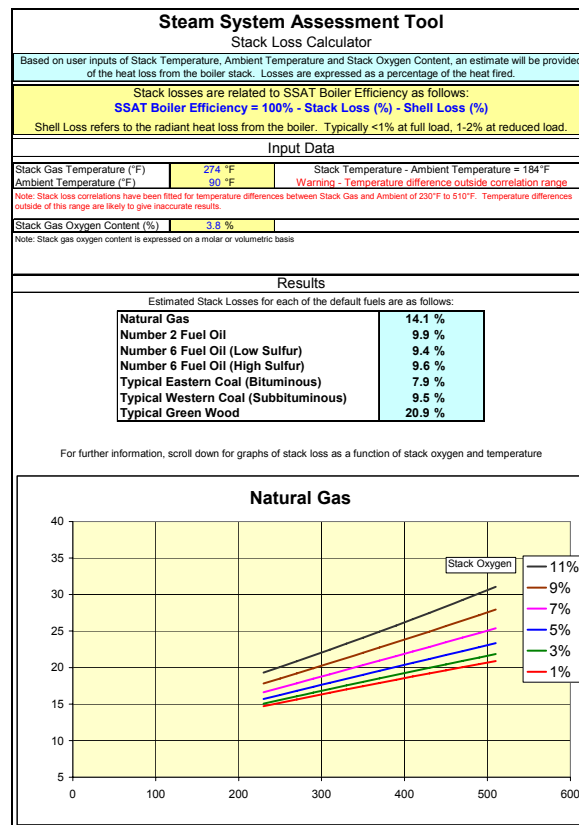 Steam System Assessment Tool
Stack Loss Calculator
Based on user inputs of Stack Temperature, Ambient Temperature and Stack Oxygen Content, an estimate will be provided
of the heat loss from the boiler stack. Losses are expressed as a percentage of the heat fired.
Stack losses are related to SSAT Boiler Efficiency as follows:
SSAT Boiler Efficiency = 100% - Stack Loss (%) - Shell Loss (%)
Shell Loss refers to the radiant heat loss from the boiler. Typically <1% at full load, 1-2% at reduced load.
Input Data
Stack Gas Temperature (°F) 274 °F Stack Temperature - Ambient Temperature = 184°F
Ambient Temperature (°F) 90 °F Warning - Temperature difference outside correlation range
Note: Stack loss correlations have been fitted for temperature differences between Stack Gas and Ambient of 230°F to 510°F. Temperature differences
outside of this range are likely to give inaccurate results.
Stack Gas Oxygen Content (%) 3.8 %
Note: Stack gas oxygen content is expressed on a molar or volumetric basis
Results
Estimated Stack Losses for each of the default fuels are as follows:
Natural Gas 14.1 %
Number 2 Fuel Oil 9.9 %
Number 6 Fuel Oil (Low Sulfur) 9.4 %
Number 6 Fuel Oil (High Sulfur) 9.6 %
Typical Eastern Coal (Bituminous) 7.9 %
Typical Western Coal (Subbituminous) 9.5 %
Typical Green Wood 20.9 %
For further information, scroll down for graphs of stack loss as a function of stack oxygen and temperature
Natural Gas
40
35
30
25
20
15
10
5
0 100 200 300 400 500 600
Stack Oxygen
11%
9%
7%
5%
3%
1%